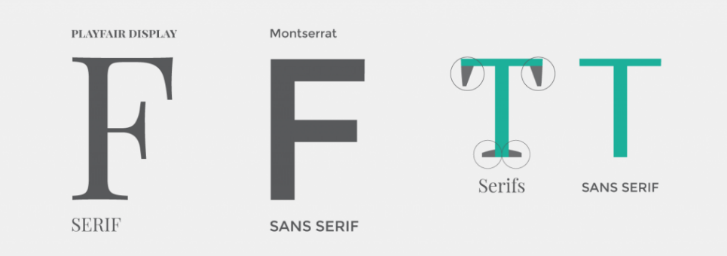 PLAYFAIR DISPLAY
F
SERIF
Montserrat
F
SANS SERIF
T
Serifs
T
SANS SERIF